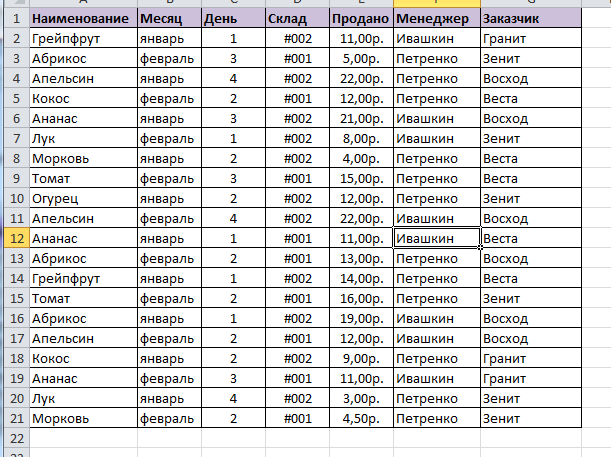 A B C D E F G
1 Наименование Месяц День Склад Продано Менеджер Заказчик
2 Грейпфрут январь 1 #002 11,00р. Ивашкин Гранит
3 Абрикос февраль 3 #001 5,00р. Петренко Зенит
4 Апельсин январь 4 #002 22,00р. Петренко Восход
5 Кокос январь 2 #001 12,00р. Петренко Веста
6 Ананас январь 3 #002 21,00р. Ивашкин Восход
7 Лук февраль 1 #002 8,00р. Ивашкин Зенит
8 Морковь январь 2 #002 4,00р. Петренко Веста
9 Томат февраль 3 #001 15,00р. Петренко Веста
10 Огурец январь 2 #002 12,00р. Петренко Зенит
11 Апельсин февраль 4 #002 22,00р. Ивашкин Восход
12 Ананас январь 1 #001 11,00р. Ивашкин Веста
13 Абрикос февраль 2 #001 13,00р. Петренко Восход
14 Грейпфрут январь 1 #002 14,00р. Петренко Веста
15 Томат февраль 2 #001 16,00р. Петренко Зенит
16 Абрикос январь 1 #002 19,00р. Ивашкин Восход
17 Апельсин февраль 2 #001 12,00р. Ивашкин Восход
18 Кокос январь 2 #002 9,00р. Петренко Гранит
19 Ананас февраль 3 #001 11,00р. Ивашкин Гранит
20 Лук январь 4 #002 3,00р. Петренко Зенит
21 Морковь февраль 2 #001 4,50р. Петренко Зенит
22